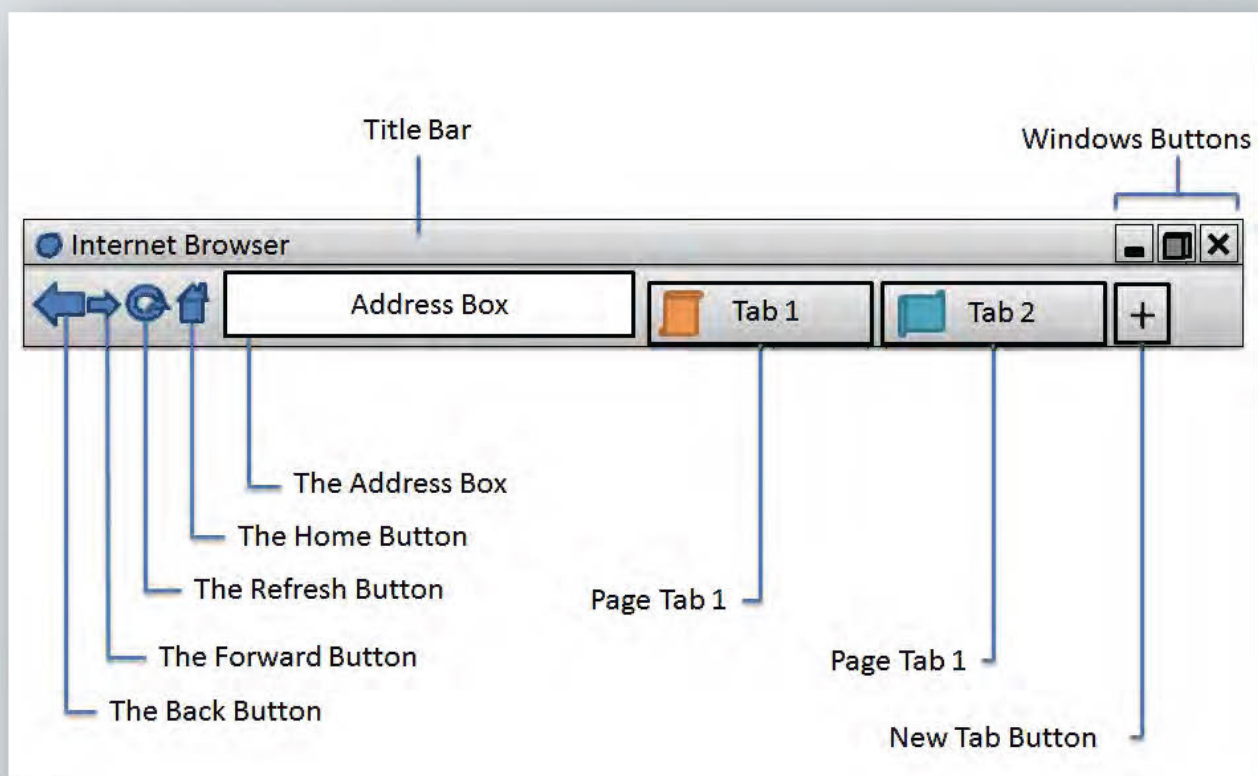 Title Bar
Windows Buttons
Internet Browser
Address Box
Tab 1
Tab 2
+
The Address Box
The Home Button
The Refresh Button
Page Tab 1
The Forward Button
Page Tab 1
The Back Button
New Tab Button